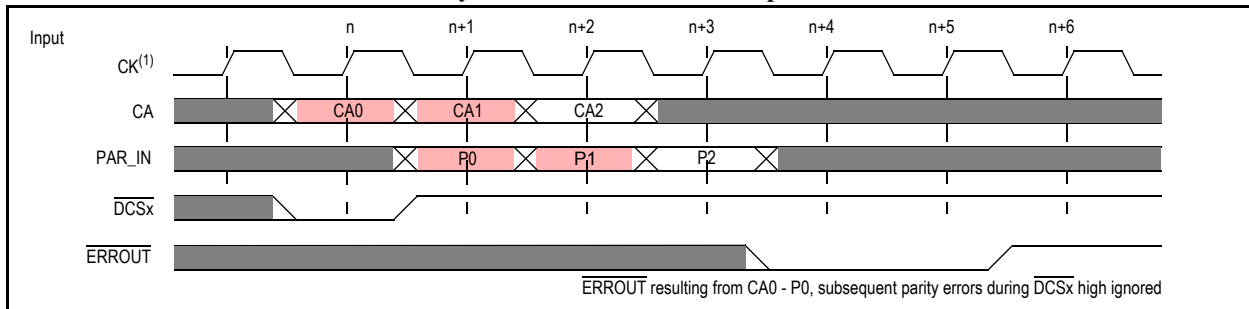 Input
n n+1 n+2 n+3 n+4 n+5 n+6
CK(1)
CA CA0 CA1 CA2
PAR_IN P0 P1 P2
DCSx
ERROUT
ERROUT resulting from CA0 - P0, subsequent parity errors during DCSx high ignored